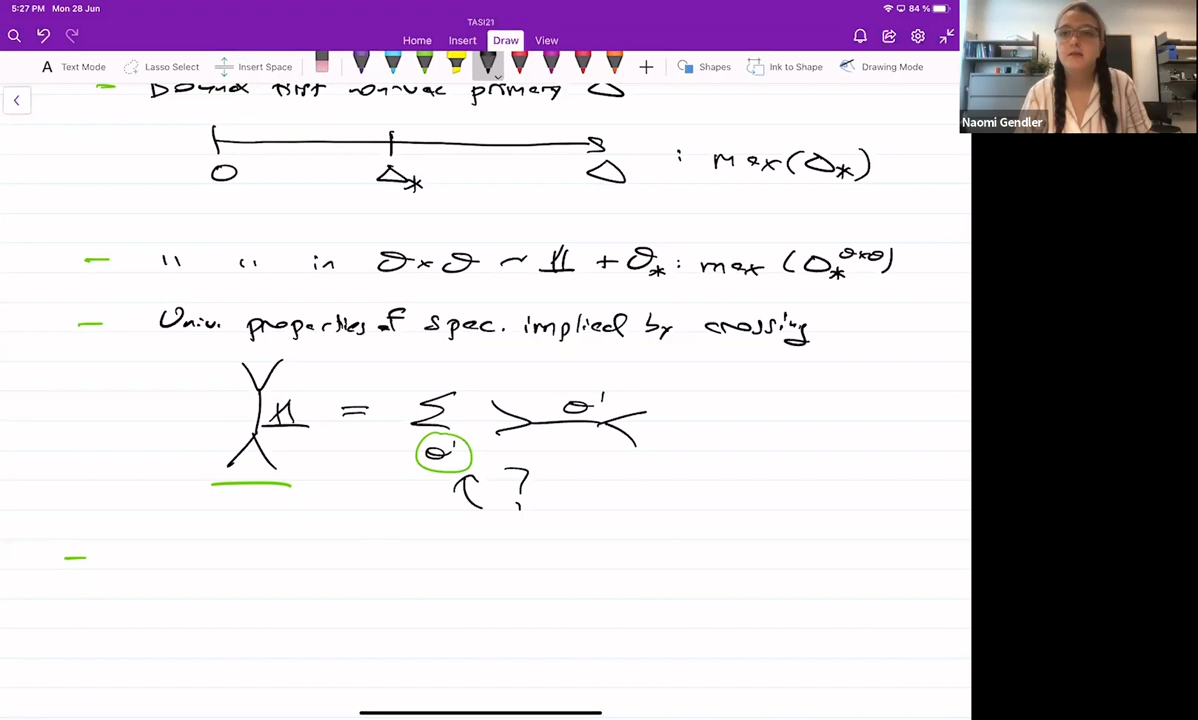 5:27 PM Mon 28 Jun
84 %
TASI21
Home Insert Draw View
A Text Mode Lasso Select Insert Space Shapes Ink to Shape Drawing Mode
Naomi Gendler
- Bound first nonvac primary Δ
0 Δ* Δ : max(Δ*)
- " " in O×O ~ 𝟙 + O* : max (Δ*^{O×O})
- Univ. properties of spec. implied by crossing
𝟙 = Σ O' O'
↑ ?
-